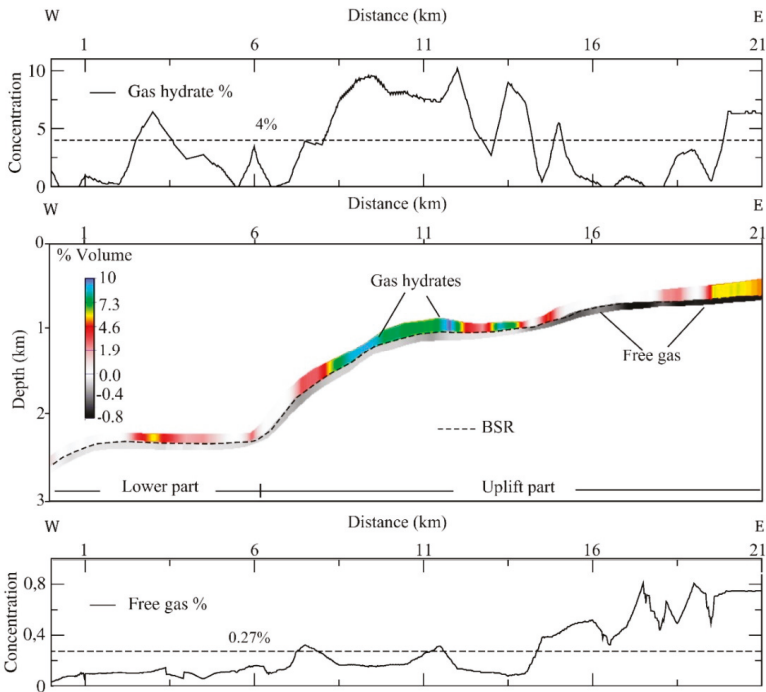 W Distance (km) E
1 6 11 16 21
10
5
0
Concentration
Gas hydrate %
4%
W Distance (km) E
1 6 11 16 21
0
1
2
3
Depth (km)
% Volume
10
7.3
4.6
1.9
0.0
-0.4
-0.8
Gas hydrates
Free gas
BSR
Lower part
Uplift part
W Distance (km) E
1 6 11 16 21
0,8
0.4
0
Concentration
Free gas %
0.27%